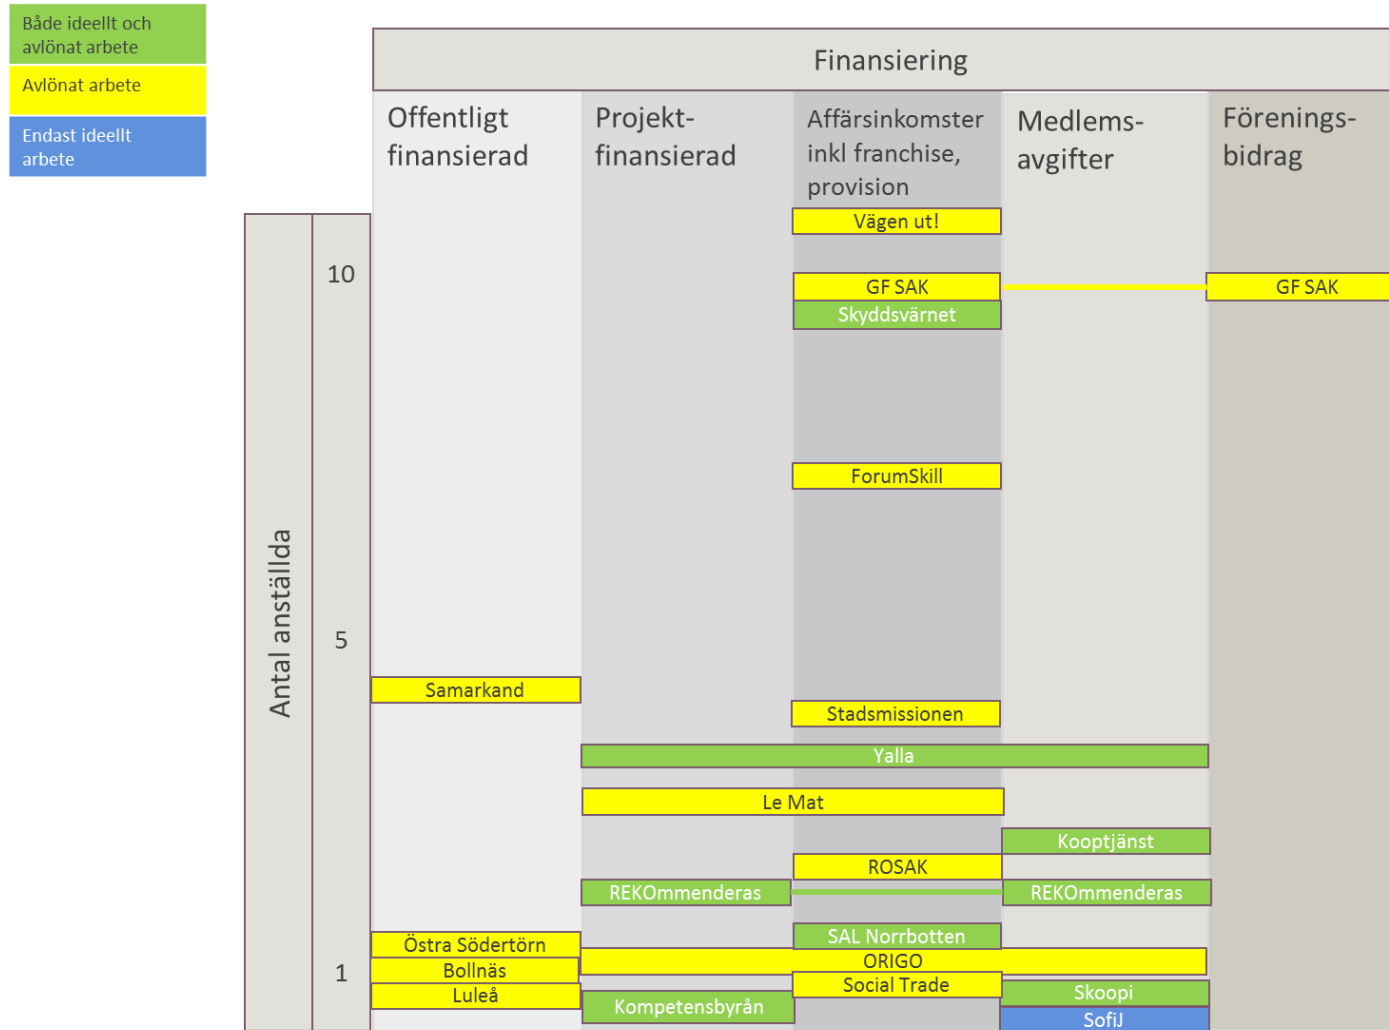 Både ideellt och
avlönat arbete
Avlönat arbete
Endast ideellt
arbete
Finansiering
Offentligt
finansierad
Projekt-
finansierad
Affärsinkomster
inkl franchise,
provision
Medlems-
avgifter
Förenings-
bidrag
Antal anställda
10
5
1
Vägen ut!
GF SAK
GF SAK
Skyddsvärnet
ForumSkill
Samarkand
Stadsmissionen
Yalla
Le Mat
Kooptjänst
ROSAK
REKOmmenderas
REKOmmenderas
SAL Norrbotten
Östra Södertörn
ORIGO
Bollnäs
Social Trade
Luleå
Skoopi
Kompetensbyrån
SofiJ